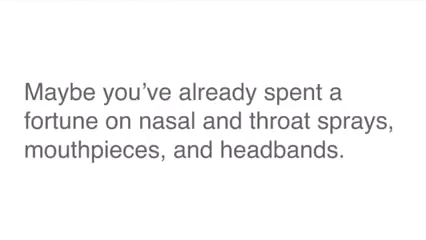 Maybe you’ve already spent a
fortune on nasal and throat sprays,
mouthpieces, and headbands.